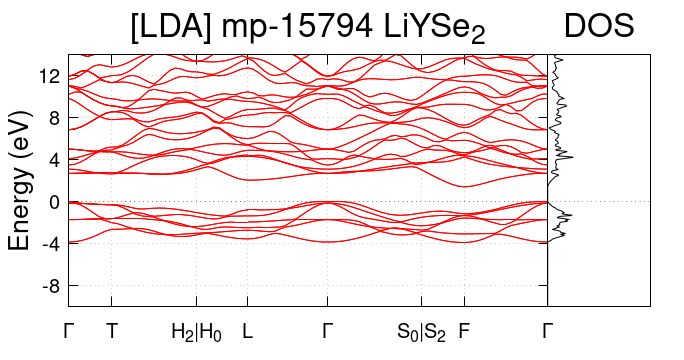 [LDA] mp-15794 LiYSe₂ DOS
12
8
4
0
-4
-8
Energy (eV)
Γ T H₂|H₀ L Γ S₀|S₂ F Γ